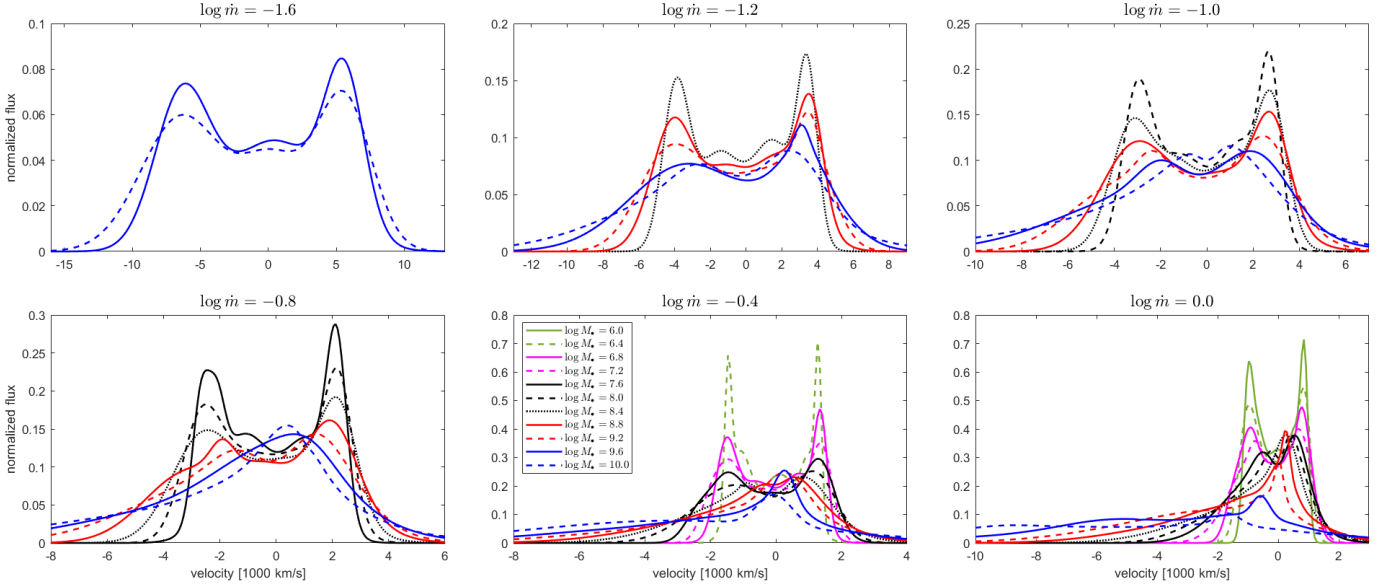 log ṁ = −1.6
0.1
0.08
0.06
0.04
0.02
0
normalized flux
-15 -10 -5 0 5 10
log ṁ = −1.2
0.2
0.15
0.1
0.05
0
-12 -10 -8 -6 -4 -2 0 2 4 6 8
log ṁ = −1.0
0.25
0.2
0.15
0.1
0.05
0
-10 -8 -6 -4 -2 0 2 4 6
log ṁ = −0.8
0.3
0.25
0.2
0.15
0.1
0.05
0
normalized flux
-8 -6 -4 -2 0 2 4 6
velocity [1000 km/s]
log ṁ = −0.4
0.8
0.7
0.6
0.5
0.4
0.3
0.2
0.1
0
log M• = 6.0
log M• = 6.4
log M• = 6.8
log M• = 7.2
log M• = 7.6
log M• = 8.0
log M• = 8.4
log M• = 8.8
log M• = 9.2
log M• = 9.6
log M• = 10.0
-8 -6 -4 -2 0 2 4
velocity [1000 km/s]
log ṁ = 0.0
0.8
0.7
0.6
0.5
0.4
0.3
0.2
0.1
0
-10 -8 -6 -4 -2 0 2
velocity [1000 km/s]